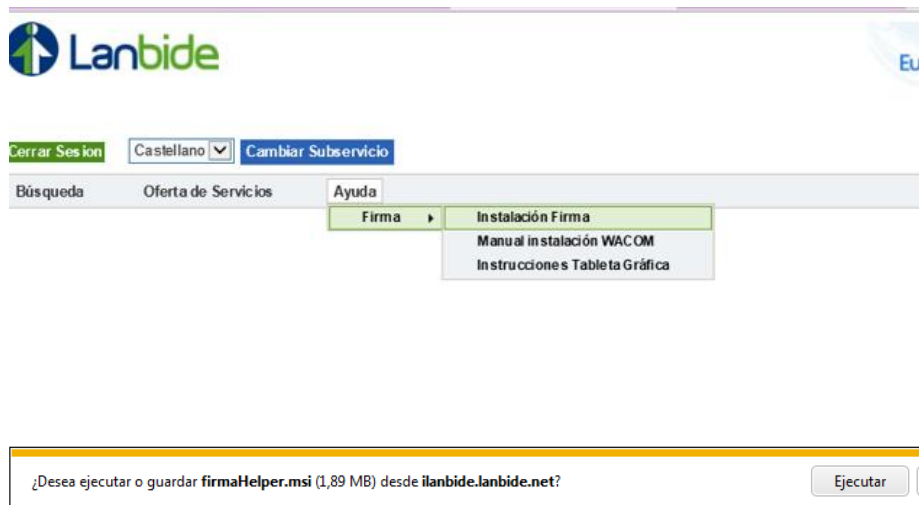 Lanbide
Eu
Cerrar Sesion Castellano Cambiar Subservicio
Búsqueda Oferta de Servicios Ayuda
Firma Instalación Firma
Manual instalación WACOM
Instrucciones Tableta Gráfica
¿Desea ejecutar o guardar firmaHelper.msi (1,89 MB) desde ilanbide.lanbide.net? Ejecutar